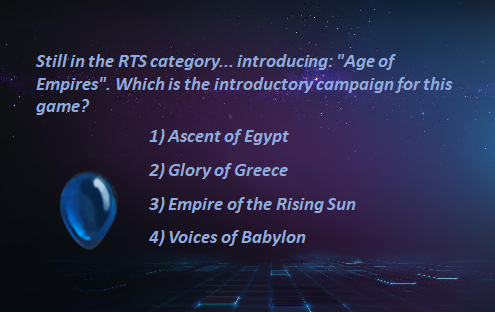 Still in the RTS category... introducing: "Age of
Empires". Which is the introductory campaign for this
game?
1) Ascent of Egypt
2) Glory of Greece
3) Empire of the Rising Sun
4) Voices of Babylon